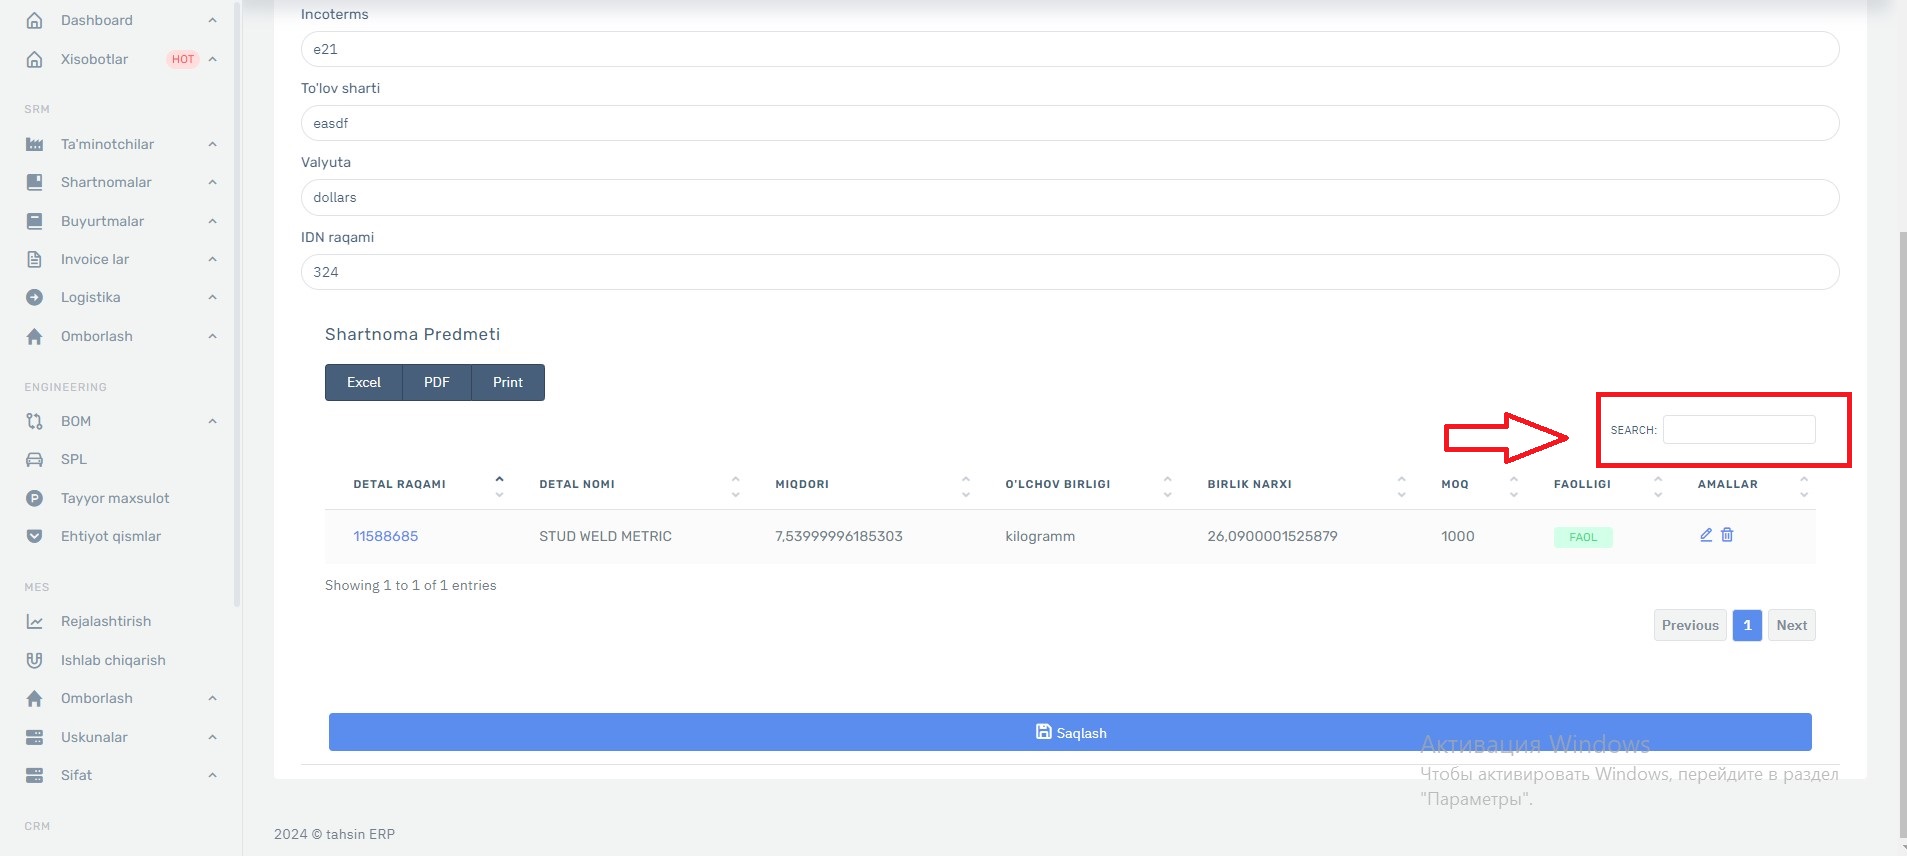 Dashboard
Xisobotlar HOT
SRM
Ta'minotchilar
Shartnomalar
Buyurtmalar
Invoice lar
Logistika
Omborlash
ENGINEERING
BOM
SPL
Tayyor maxsulot
Ehtiyot qismlar
MES
Rejalashtirish
Ishlab chiqarish
Omborlash
Uskunalar
Sifat
CRM
Incoterms
e21
To'lov sharti
easdf
Valyuta
dollars
IDN raqami
324
Shartnoma Predmeti
Excel PDF Print
SEARCH:
DETAL RAQAMI DETAL NOMI MIQDORI O'LCHOV BIRLIGI BIRLIK NARXI MOQ FAOLLIGI AMALLAR
11588685 STUD WELD METRIC 7,53999996185303 kilogramm 26,0900001525879 1000 FAOL
Showing 1 to 1 of 1 entries
Previous 1 Next
Saqlash
Активация Windows
Чтобы активировать Windows, перейдите в раздел
"Параметры".
2024 © tahsin ERP